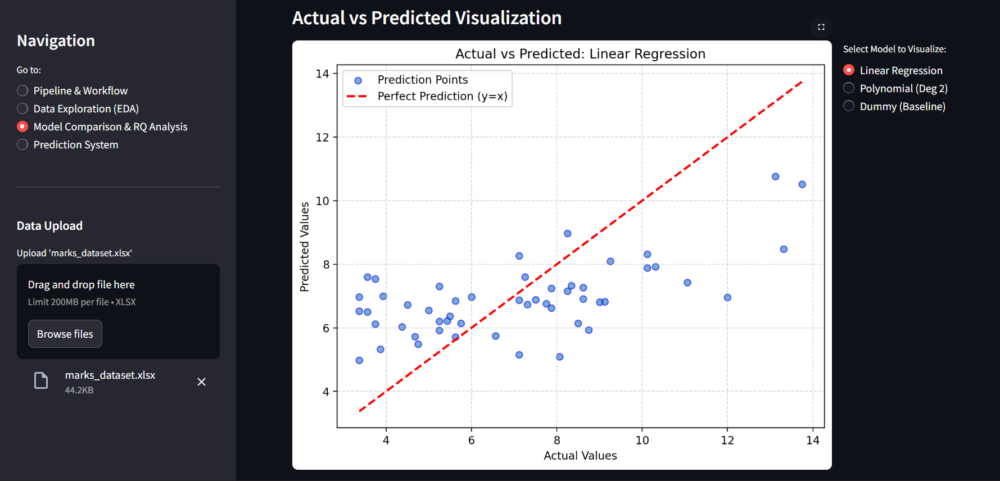 Navigation
Go to:
Pipeline & Workflow
Data Exploration (EDA)
Model Comparison & RQ Analysis
Prediction System
Data Upload
Upload 'marks_dataset.xlsx'
Drag and drop file here
Limit 200MB per file • XLSX
Browse files
marks_dataset.xlsx
44.2KB
Actual vs Predicted Visualization
Actual vs Predicted: Linear Regression
Prediction Points
Perfect Prediction (y=x)
Predicted Values
14
12
10
8
6
4
4 6 8 10 12 14
Actual Values
Select Model to Visualize:
Linear Regression
Polynomial (Deg 2)
Dummy (Baseline)